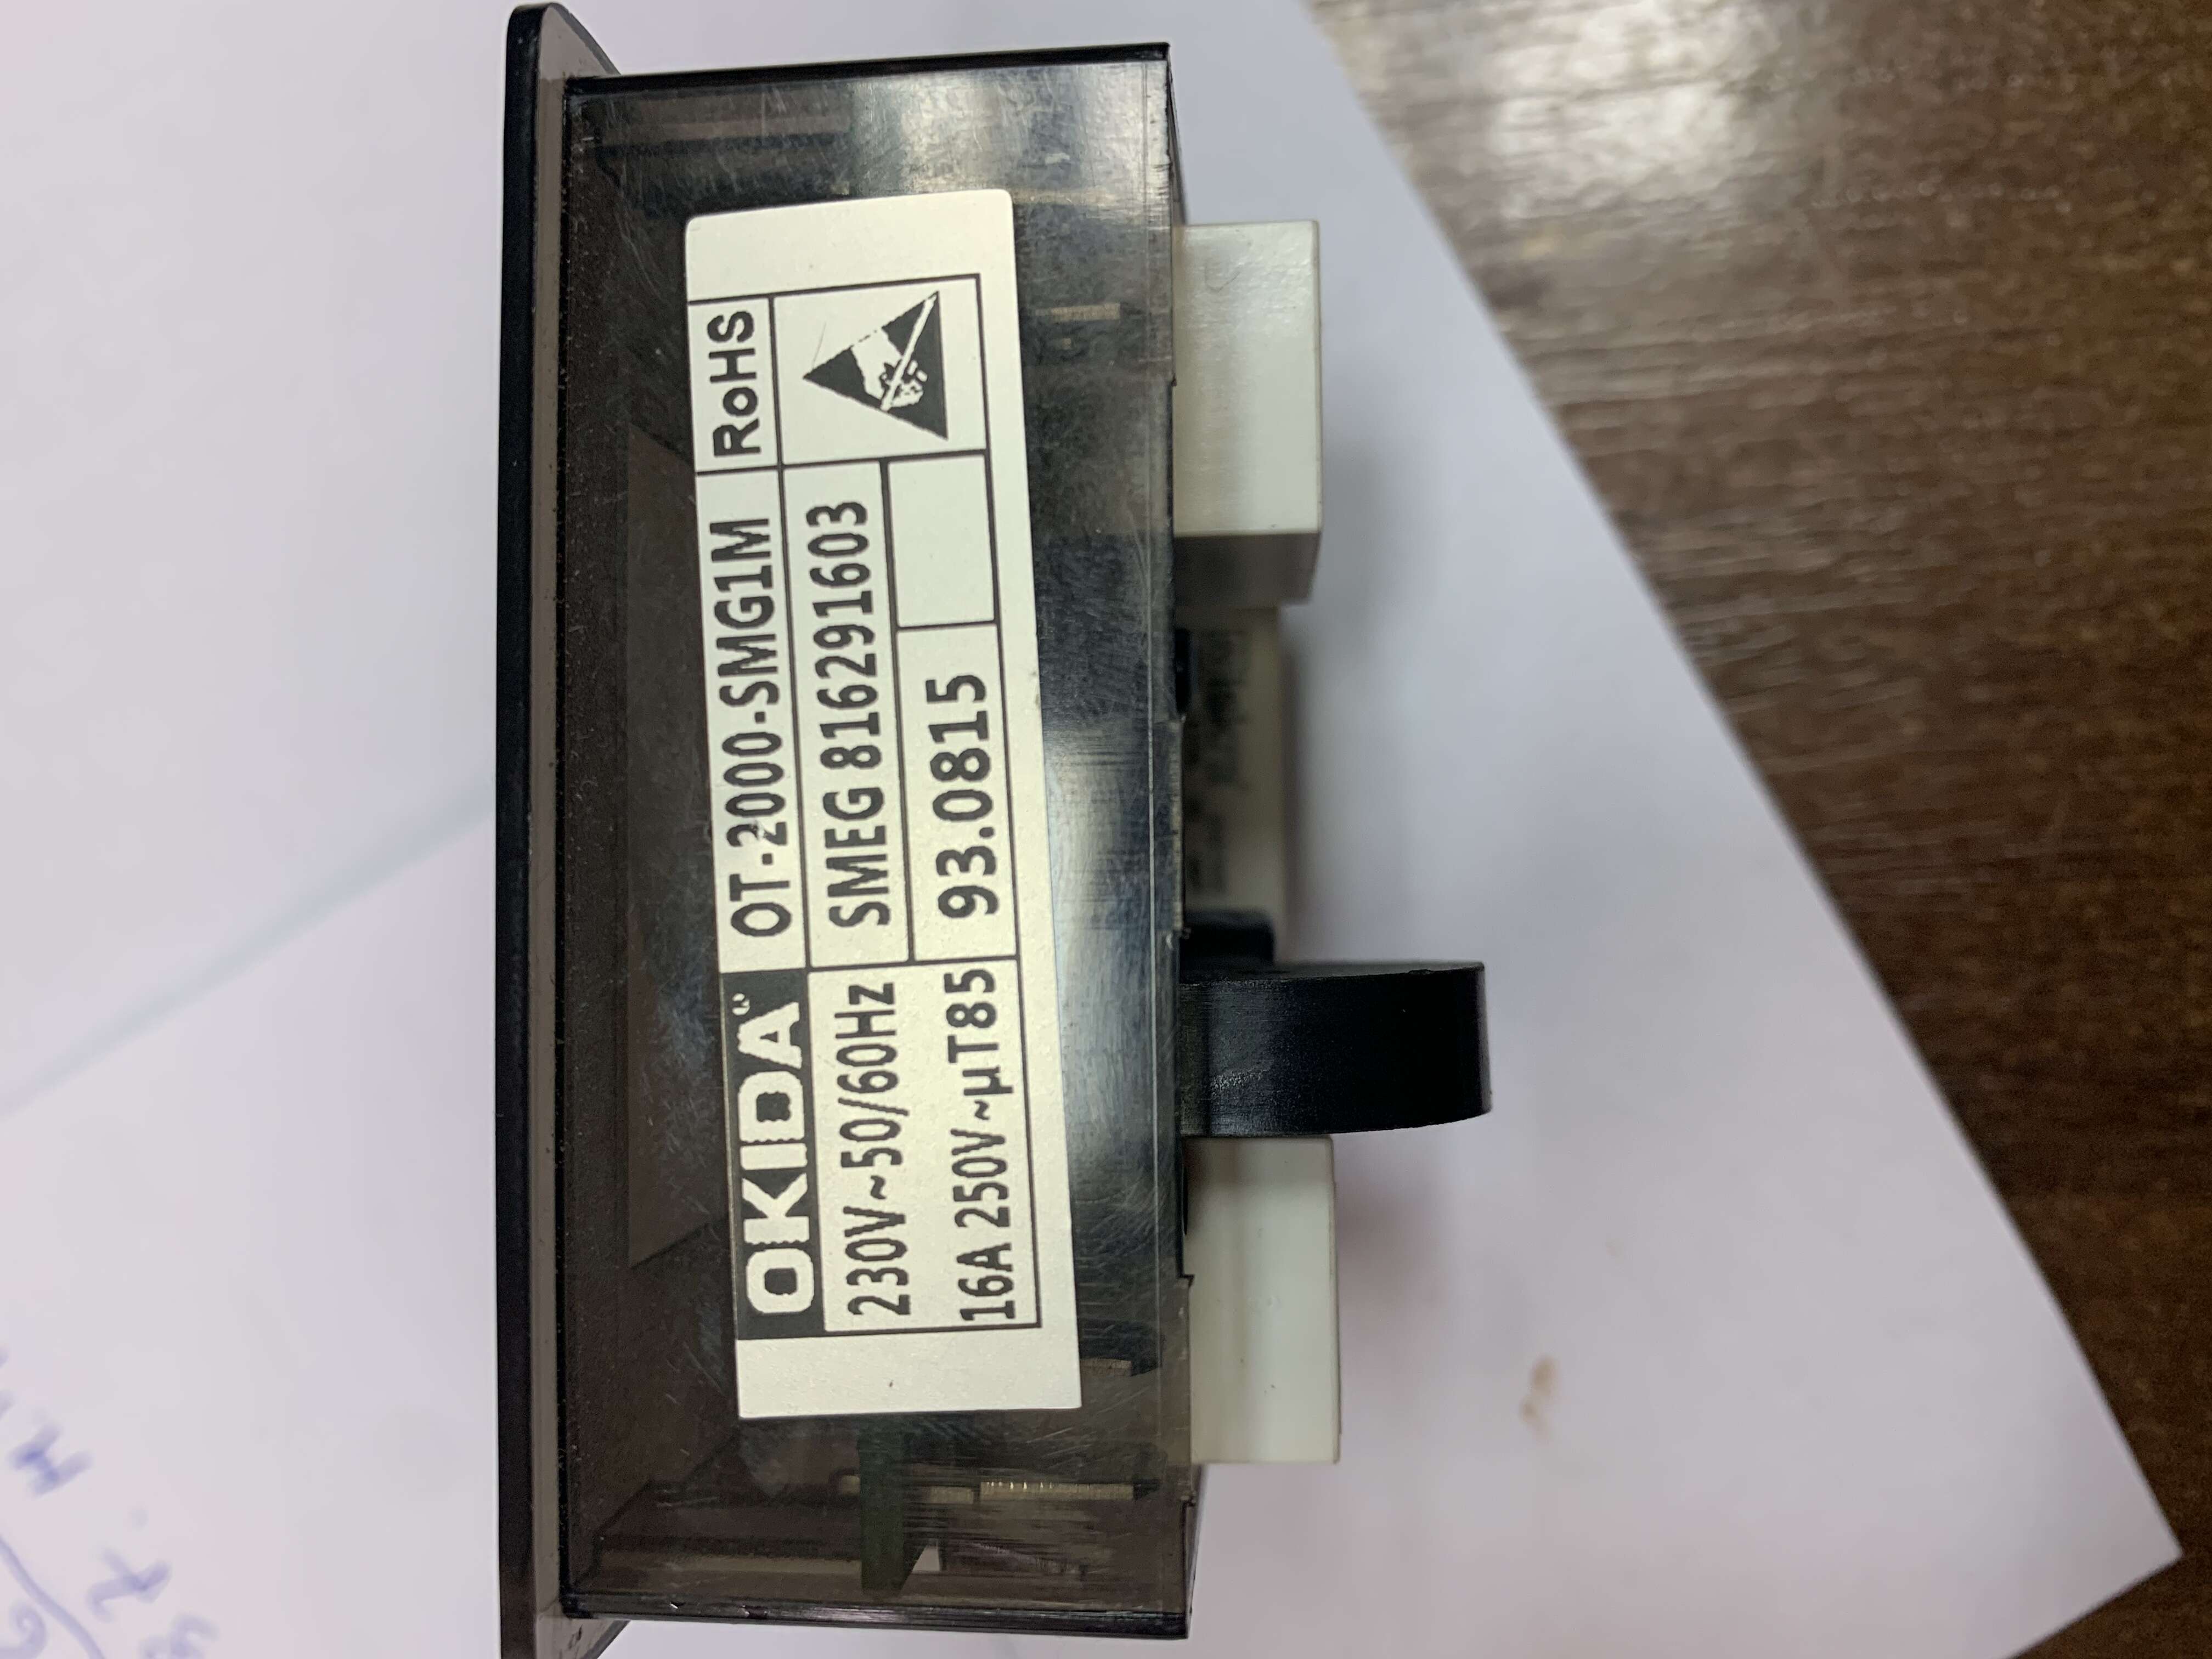 OKIDA OT-2000-SMG1M RoHS
230V~50/60Hz SMEG 816291603
16A 250V~µT85 93.0815